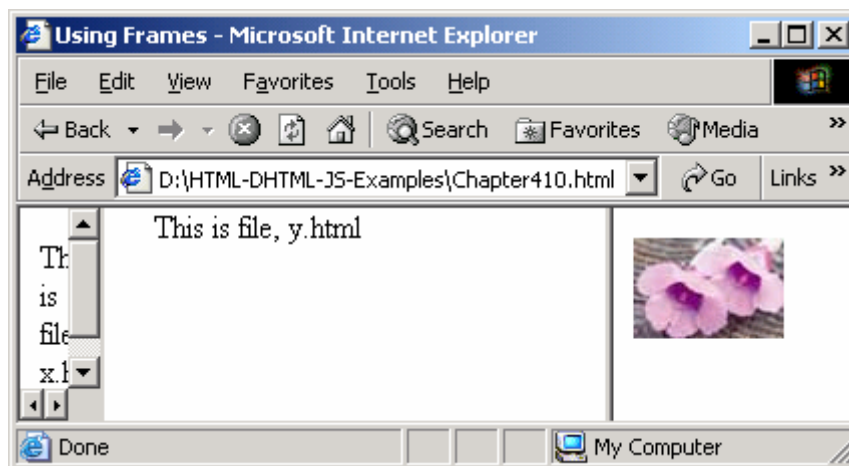 Using Frames - Microsoft Internet Explorer
File Edit View Favorites Tools Help
Back Search Favorites Media »
Address D:\HTML-DHTML-JS-Examples\Chapter410.html Go Links »
This is file, y.html
is
Done My Computer